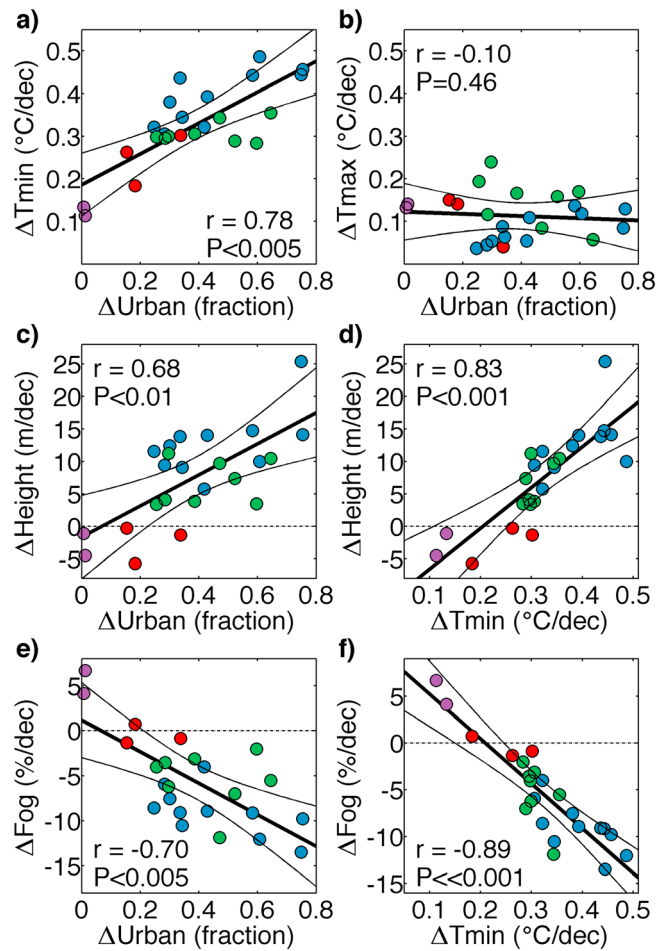 a)
0.5
0.4
0.3
0.2
0.1
ΔTmin (°C/dec)
r = 0.78
P<0.005
0 0.2 0.4 0.6 0.8
ΔUrban (fraction)
b)
0.5
0.4
0.3
0.2
0.1
ΔTmax (°C/dec)
r = -0.10
P=0.46
0 0.2 0.4 0.6 0.8
ΔUrban (fraction)
c)
25
20
15
10
5
0
-5
ΔHeight (m/dec)
r = 0.68
P<0.01
0 0.2 0.4 0.6 0.8
ΔUrban (fraction)
d)
25
20
15
10
5
0
-5
ΔHeight (m/dec)
r = 0.83
P<0.001
0.1 0.2 0.3 0.4 0.5
ΔTmin (°C/dec)
e)
5
0
-5
-10
-15
ΔFog (%/dec)
r = -0.70
P<0.005
0 0.2 0.4 0.6 0.8
ΔUrban (fraction)
f)
5
0
-5
-10
-15
ΔFog (%/dec)
r = -0.89
P<<0.001
0.1 0.2 0.3 0.4 0.5
ΔTmin (°C/dec)